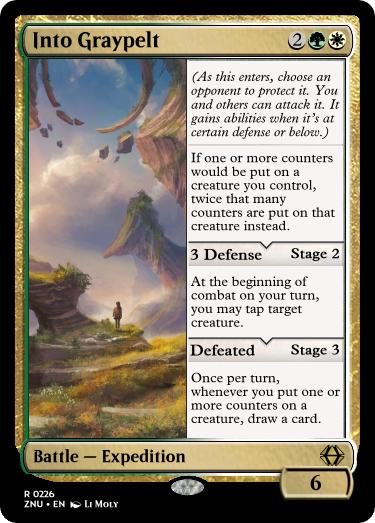 Into Graypelt 2
(As this enters, choose an
opponent to protect it. You
and others can attack it. It
gains abilities when it's at
certain defense or below.)
If one or more counters
would be put on a
creature you control,
twice that many
counters are put on that
creature instead.
3 Defense Stage 2
At the beginning of
combat on your turn,
you may tap target
creature.
Defeated Stage 3
Once per turn,
whenever you put one or
more counters on a
creature, draw a card.
Battle — Expedition
6
R 0226
ZNU • EN Li Moly